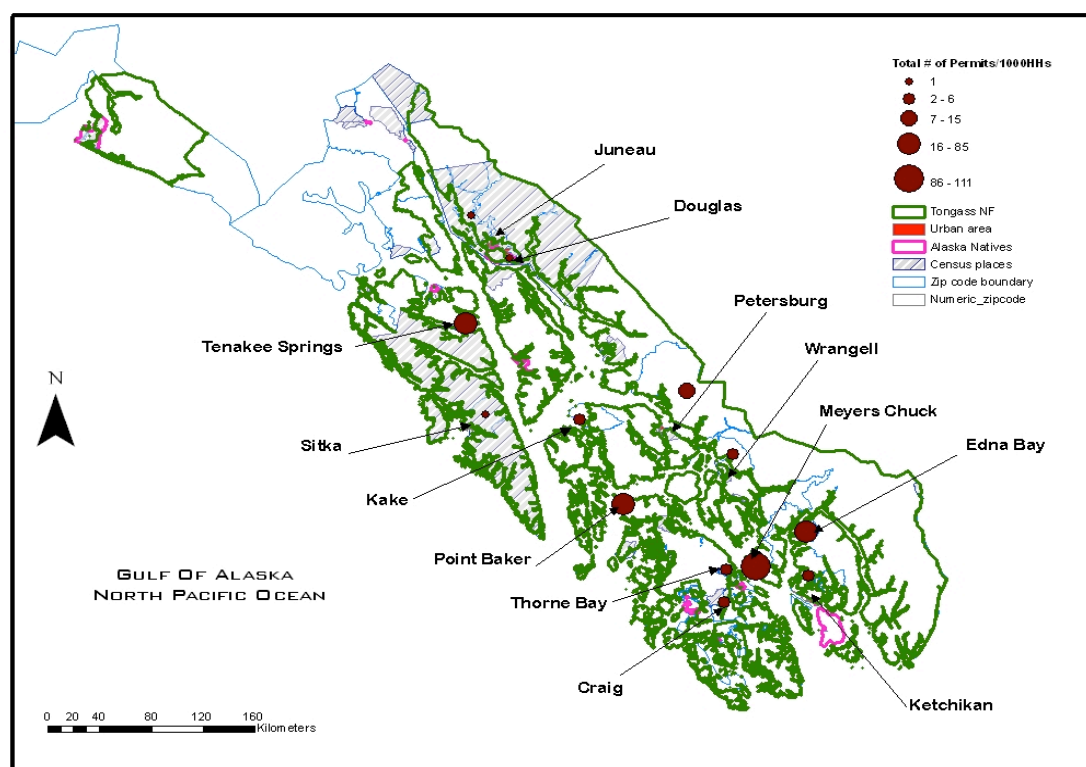 Total # of Permits/1000HHs
1
2 - 6
7 - 15
16 - 85
86 - 111
Tongass NF
Urban area
Alaska Natives
Census places
Zip code boundary
Numeric_zipcode
Juneau
Douglas
Petersburg
Tenakee Springs
Wrangell
N
Meyers Chuck
Sitka
Edna Bay
Kake
Point Baker
GULF OF ALASKA
NORTH PACIFIC OCEAN
Thorne Bay
Craig
Ketchikan
0 20 40 80 120 160
Kilometers